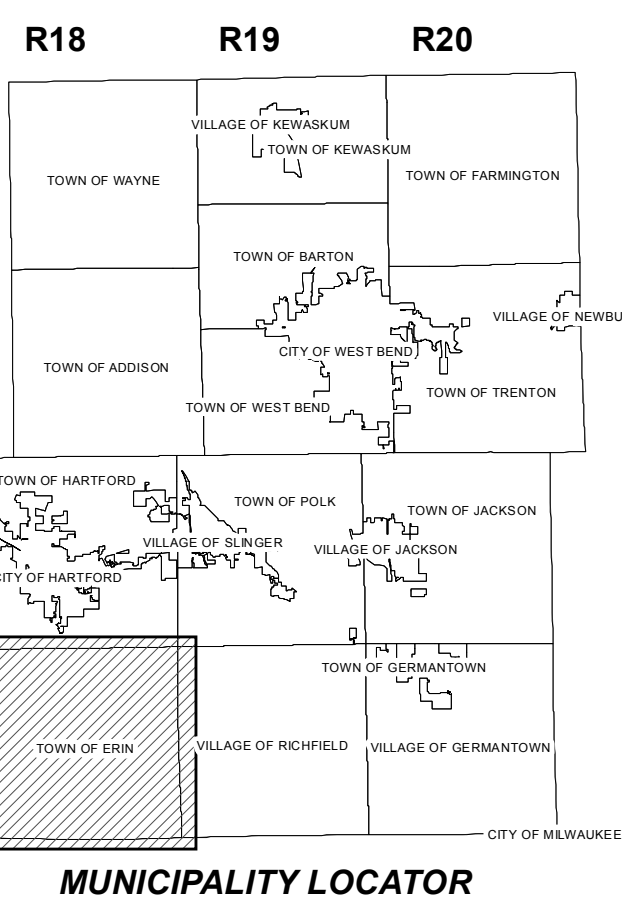 R18 R19 R20
VILLAGE OF KEWASKUM
TOWN OF KEWASKUM
TOWN OF FARMINGTON
TOWN OF WAYNE
TOWN OF BARTON
VILLAGE OF NEWBU
CITY OF WEST BEND
TOWN OF ADDISON
TOWN OF TRENTON
TOWN OF WEST BEND
TOWN OF HARTFORD
TOWN OF POLK
TOWN OF JACKSON
VILLAGE OF SLINGER
VILLAGE OF JACKSON
CITY OF HARTFORD
TOWN OF GERMANTOWN
TOWN OF ERIN
VILLAGE OF RICHFIELD
VILLAGE OF GERMANTOWN
CITY OF MILWAUKEE
MUNICIPALITY LOCATOR